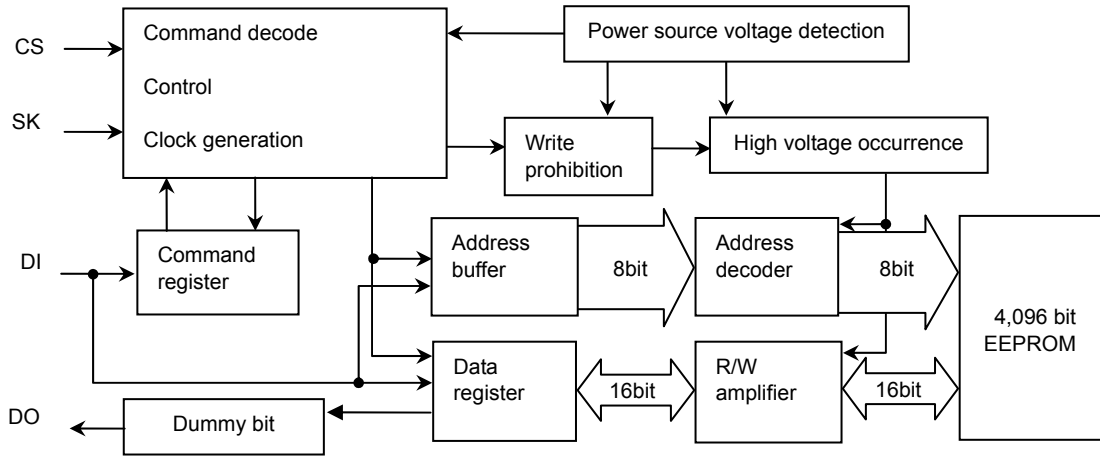 CS
SK
DI
DO
Command decode
Control
Clock generation
Power source voltage detection
Write
prohibition
High voltage occurrence
Command
register
Address
buffer
8bit
Address
decoder
8bit
4,096 bit
EEPROM
Data
register
16bit
R/W
amplifier
16bit
Dummy bit